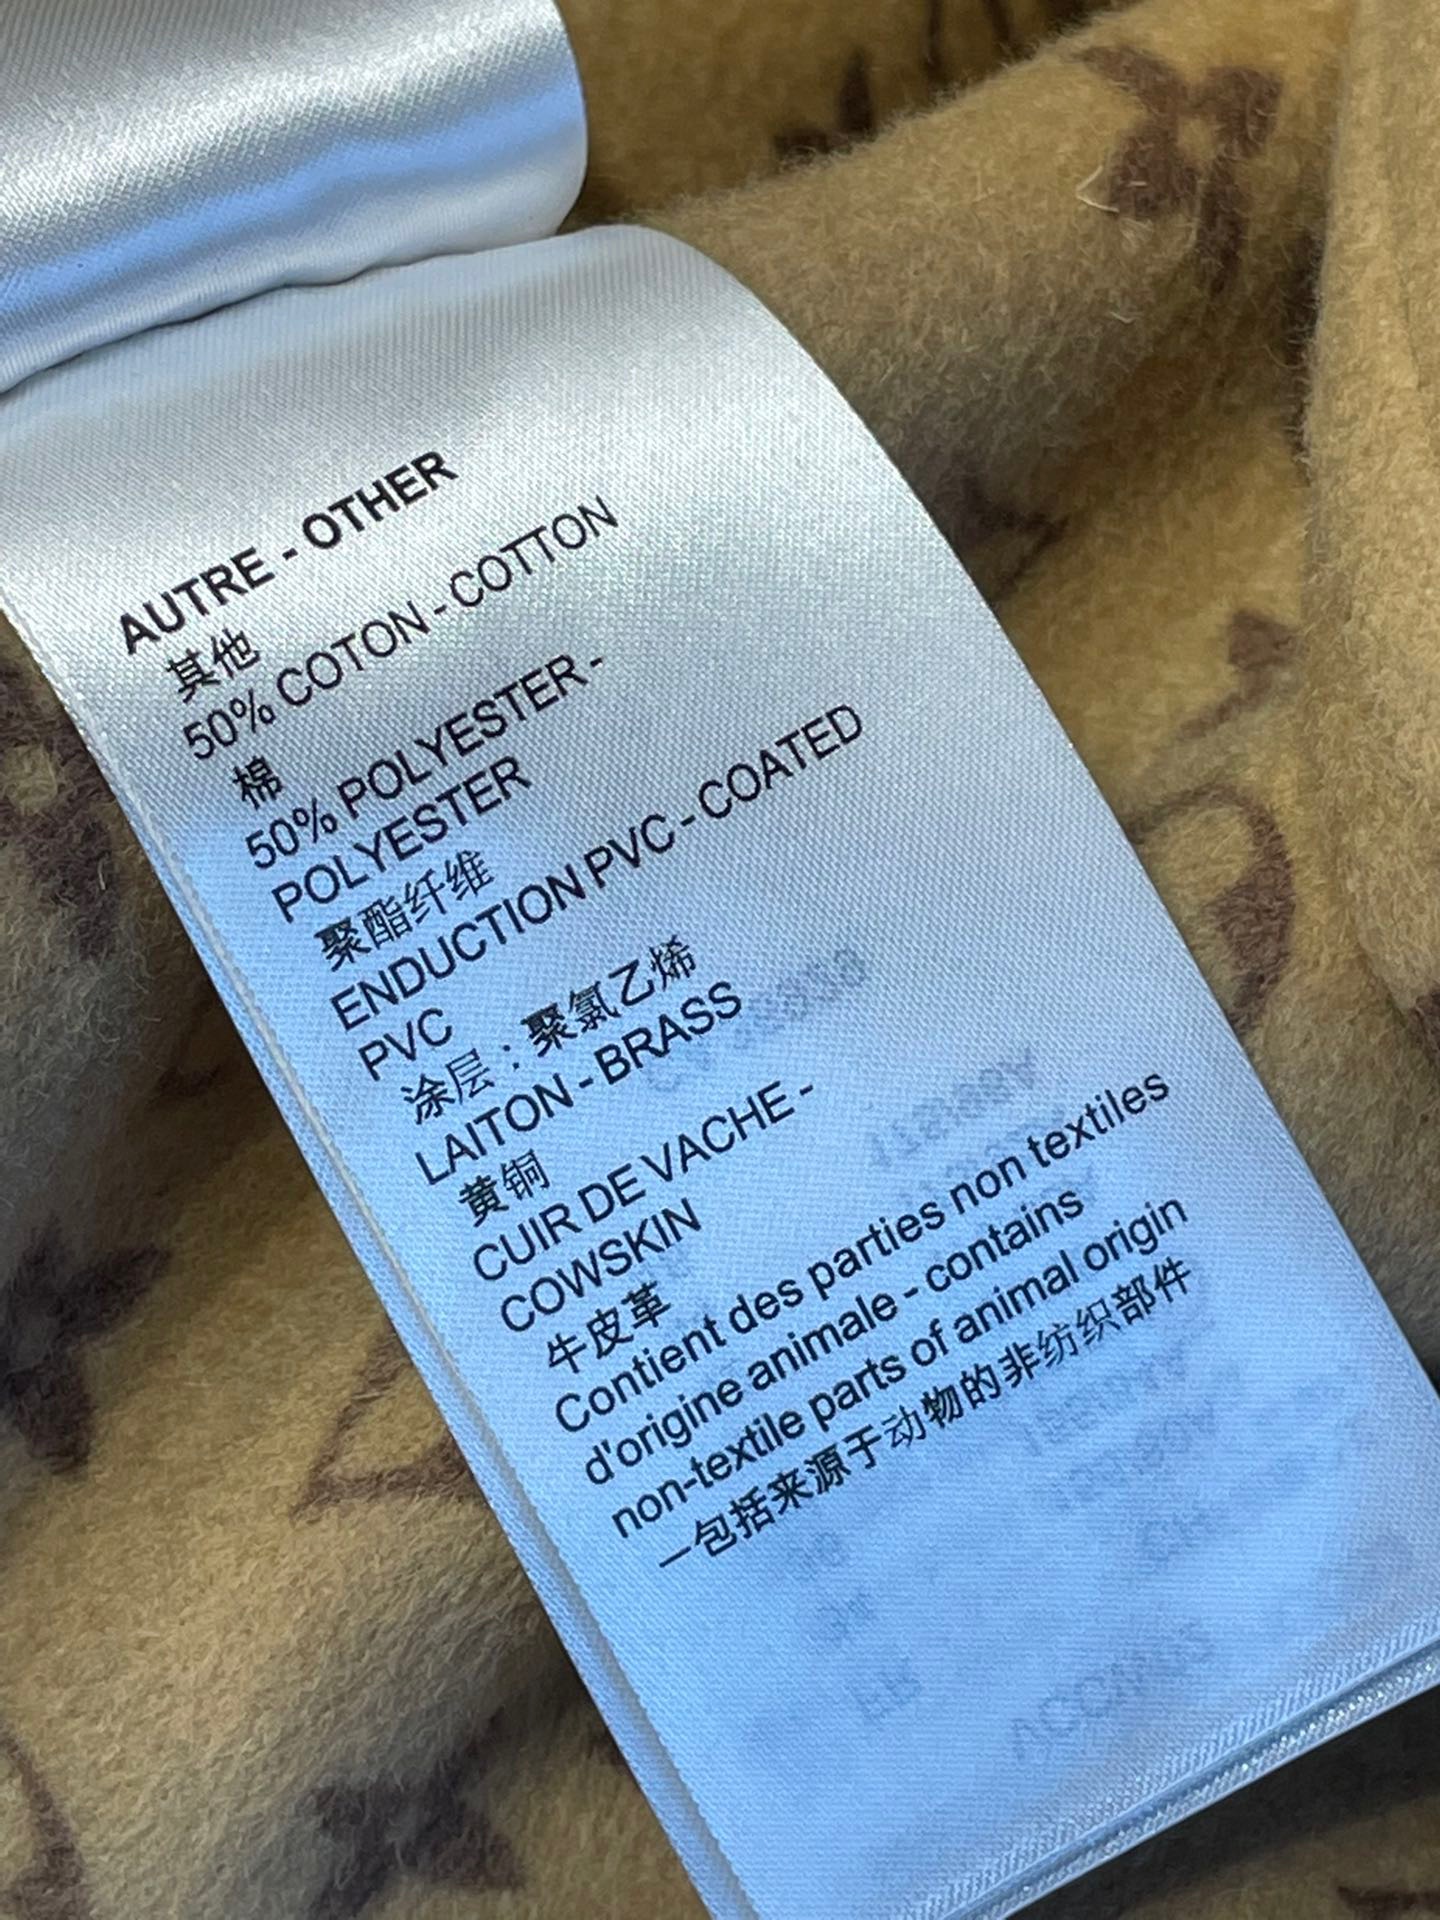 AUTRE - OTHER
其他
50% COTON - COTTON
棉
50% POLYESTER -
POLYESTER
聚酯纤维
ENDUCTION PVC - COATED
PVC
涂层：聚氯乙烯
LAITON - BRASS
黄铜
CUIR DE VACHE -
COWSKIN
牛皮革
Contient des parties non textiles
d'origine animale - contains
non-textile parts of animal origin
一包括来源于动物的非纺织部件